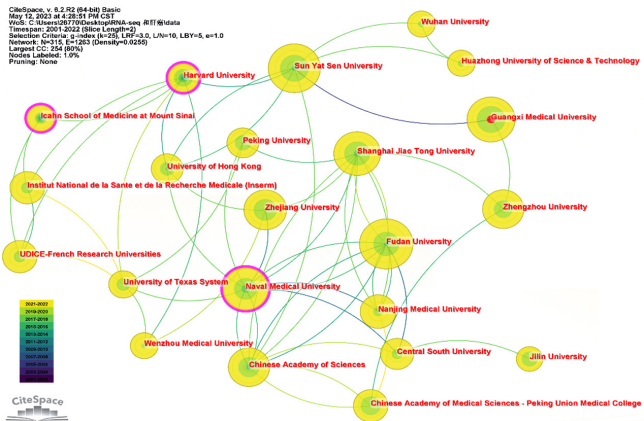 CiteSpace, v. 6.2.R2 (64-bit) Basic
May 12, 2023 at 4:28:51 PM CST
WoS: C:\Users\26770\Desktop\RNA-seq 和肝癌\data
Timespan: 2001-2022 (Slice Length=2)
Selection Criteria: g-index (k=25), LRF=3.0, L/N=10, LBY=5, e=1.0
Network: N=315, E=1263 (Density=0.0255)
Largest CC: 254 (80%)
Nodes Labeled: 1.0%
Pruning: None
Wuhan University
Huazhong University of Science & Technology
Sun Yat Sen University
Harvard University
Icahn School of Medicine at Mount Sinai
Guangxi Medical University
Peking University
Shanghai Jiao Tong University
University of Hong Kong
Institut National de la Sante et de la Recherche Medicale (Inserm)
Zhejiang University
Zhengzhou University
Fudan University
UDICE-French Research Universities
University of Texas System
Naval Medical University
Nanjing Medical University
Wenzhou Medical University
Central South University
Jilin University
Chinese Academy of Sciences
Chinese Academy of Medical Sciences - Peking Union Medical College
2021-2022
2019-2020
2017-2018
2015-2016
2013-2014
2011-2012
2009-2010
2007-2008
CiteSpace